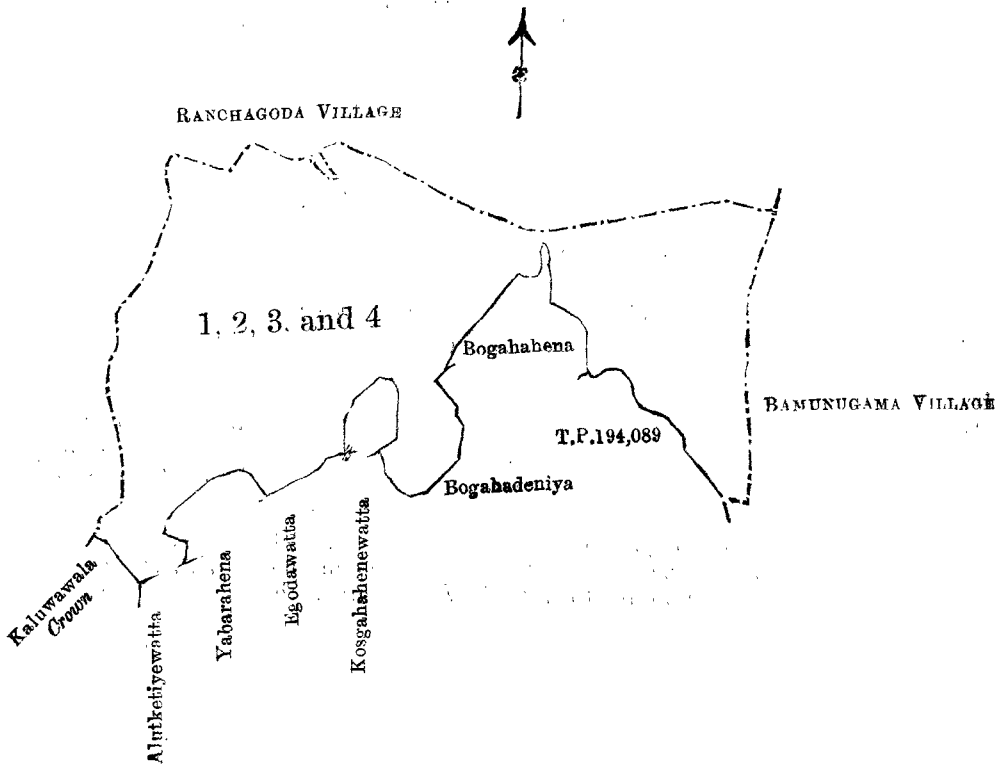 RANCHAGODA VILLAGE
1, 2, 3. and 4
Bogahahena
BAMUNUGAMA VILLAGE
T.P.194,089
Bogahadeniya
Kosgahahenewatta
Egodawatta
Yabarahena
Alutketiyewatta
Kaluwawala
Crown